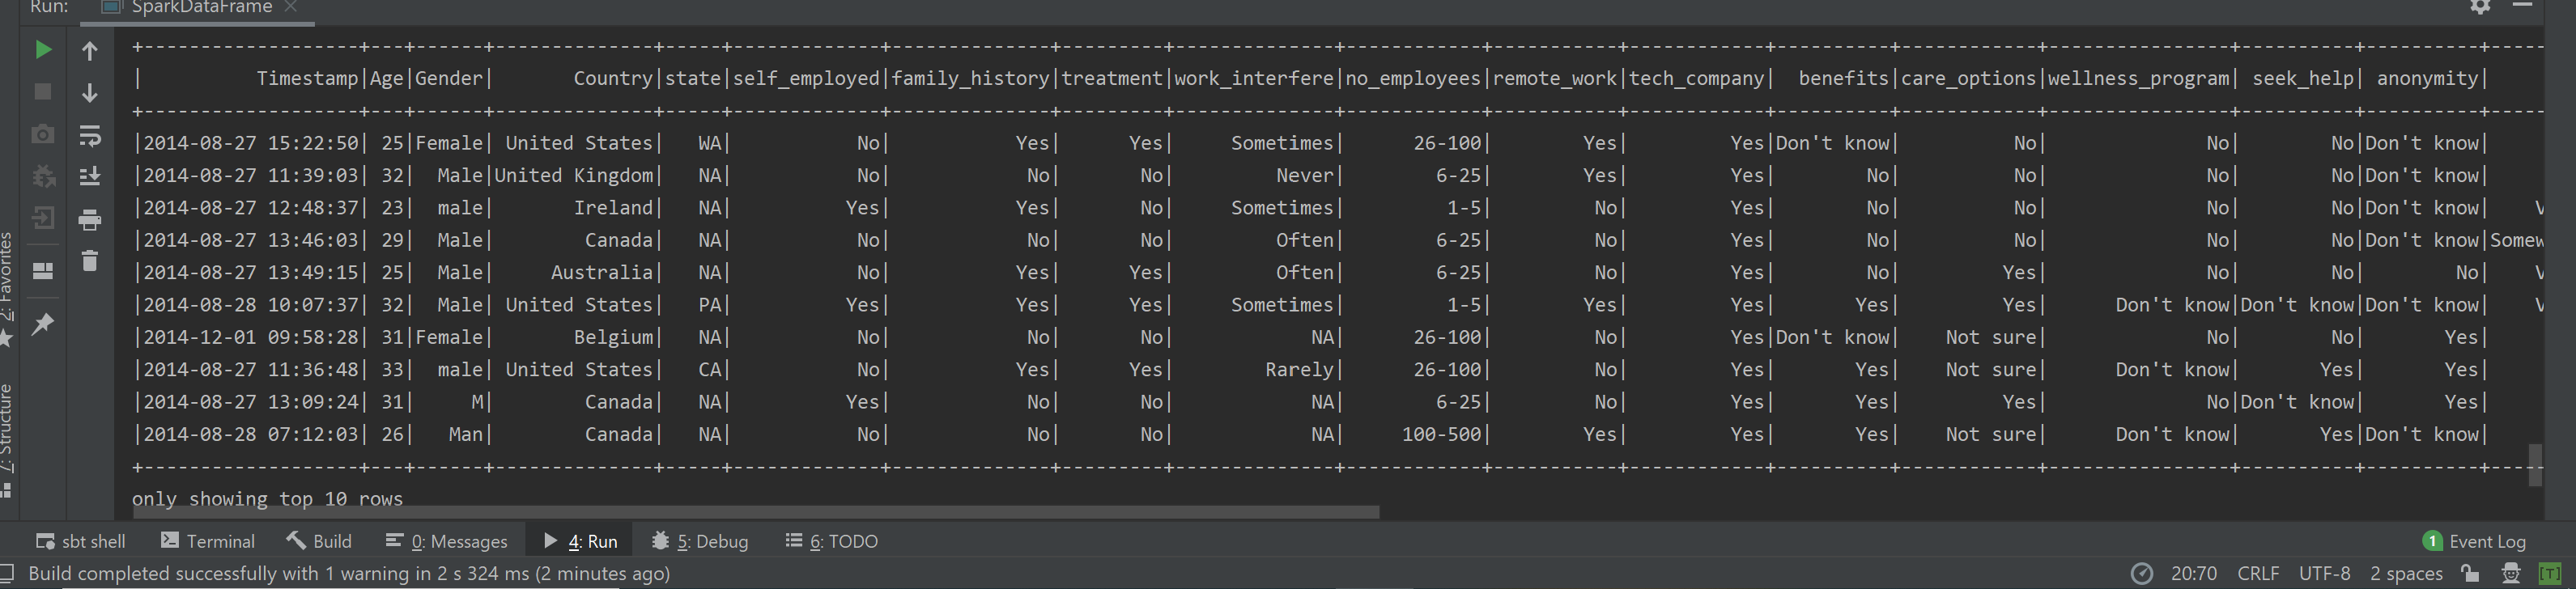 Run: SparkDataFrame
+-------------------+---+------+--------------+-----+-------------+--------------+---------+--------------+------------+-----------+------------+----------+------------+----------------+----------+----------+-----
|          Timestamp|Age|Gender|       Country|state|self_employed|family_history|treatment|work_interfere|no_employees|remote_work|tech_company|  benefits|care_options|wellness_program| seek_help| anonymity|
+-------------------+---+------+--------------+-----+-------------+--------------+---------+--------------+------------+-----------+------------+----------+------------+----------------+----------+----------+-----
|2014-08-27 15:22:50| 25|Female| United States|   WA|           No|           Yes|      Yes|     Sometimes|      26-100|        Yes|         Yes|Don't know|          No|              No|        No|Don't know|
|2014-08-27 11:39:03| 32|  Male|United Kingdom|   NA|           No|            No|       No|         Never|        6-25|        Yes|         Yes|        No|          No|              No|        No|Don't know|
|2014-08-27 12:48:37| 23|  male|       Ireland|   NA|          Yes|           Yes|       No|     Sometimes|         1-5|         No|         Yes|        No|          No|              No|        No|Don't know|    V
|2014-08-27 13:46:03| 29|  Male|        Canada|   NA|           No|            No|       No|         Often|        6-25|         No|         Yes|        No|          No|              No|        No|Don't know|Somew
|2014-08-27 13:49:15| 25|  Male|     Australia|   NA|           No|           Yes|      Yes|         Often|        6-25|         No|         Yes|        No|         Yes|              No|        No|        No|    V
|2014-08-28 10:07:37| 32|  Male| United States|   PA|          Yes|           Yes|      Yes|     Sometimes|         1-5|        Yes|         Yes|       Yes|         Yes|      Don't know|Don't know|Don't know|    V
|2014-12-01 09:58:28| 31|Female|       Belgium|   NA|           No|            No|       No|            NA|      26-100|         No|         Yes|Don't know|    Not sure|              No|        No|       Yes|
|2014-08-27 11:36:48| 33|  male| United States|   CA|           No|           Yes|      Yes|        Rarely|      26-100|         No|         Yes|       Yes|    Not sure|      Don't know|       Yes|       Yes|
|2014-08-27 13:09:24| 31|     M|        Canada|   NA|          Yes|            No|       No|            NA|        6-25|         No|         Yes|       Yes|         Yes|              No|Don't know|       Yes|
|2014-08-28 07:12:03| 26|   Man|        Canada|   NA|           No|            No|       No|            NA|     100-500|        Yes|         Yes|       Yes|    Not sure|      Don't know|       Yes|Don't know|
+-------------------+---+------+--------------+-----+-------------+--------------+---------+--------------+------------+-----------+------------+----------+------------+----------------+----------+----------+-----
only showing top 10 rows
2: Favorites
7: Structure
sbt shell Terminal Build 0: Messages 4: Run 5: Debug 6: TODO 1 Event Log
Build completed successfully with 1 warning in 2 s 324 ms (2 minutes ago) 20:70 CRLF UTF-8 2 spaces [T]